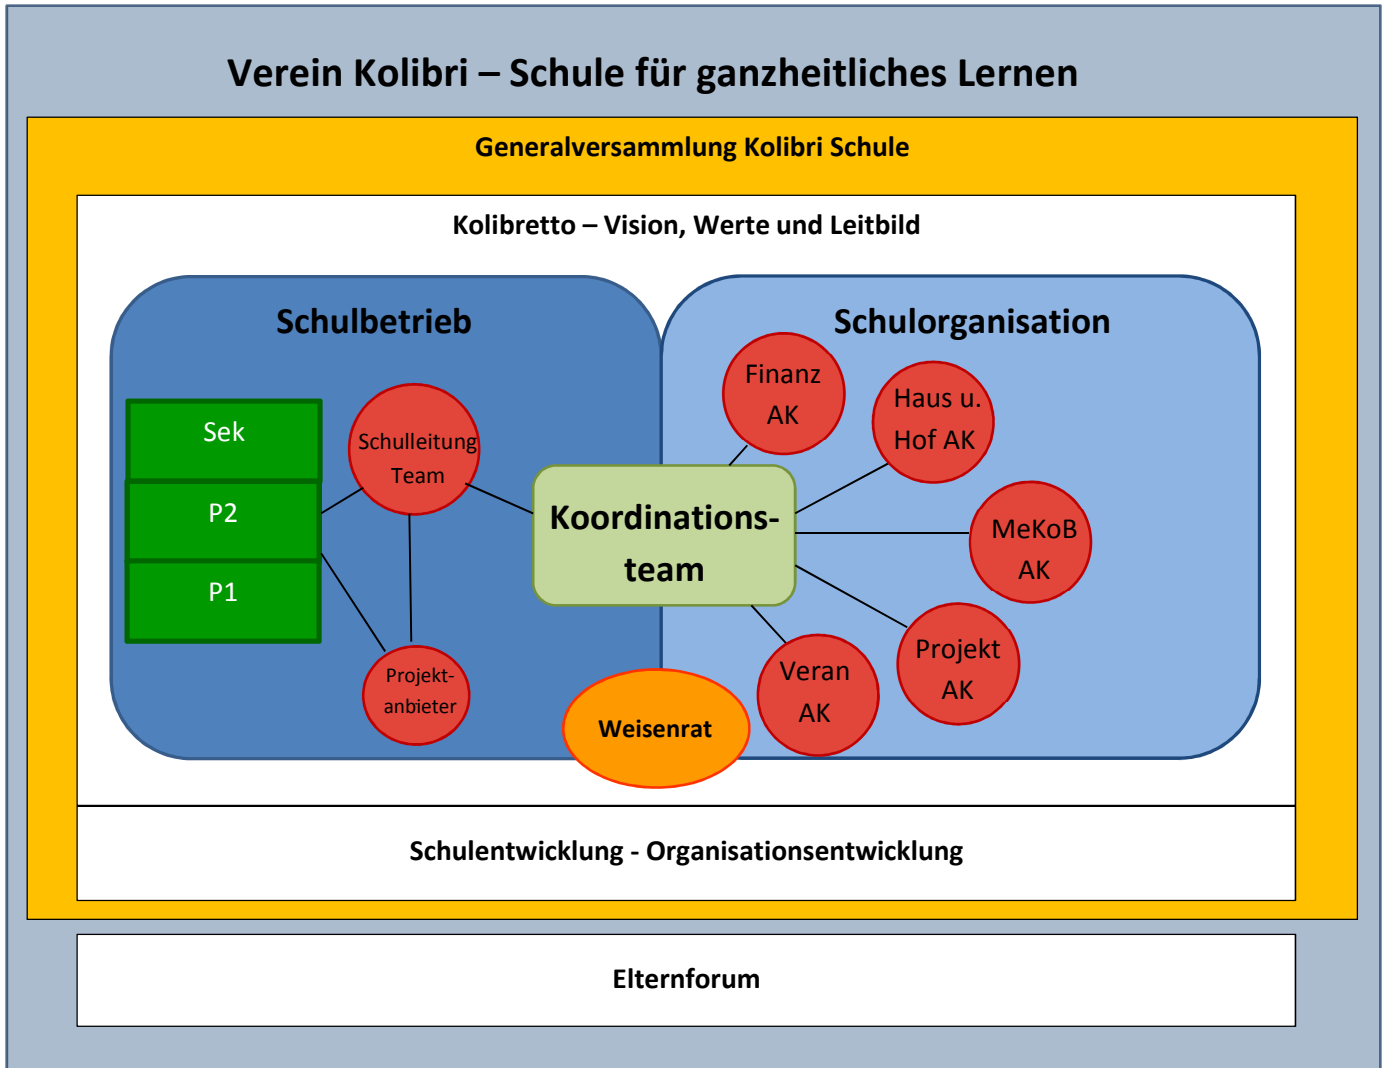 Verein Kolibri – Schule für ganzheitliches Lernen
Generalversammlung Kolibri Schule
Kolibretto – Vision, Werte und Leitbild
Schulbetrieb
Sek
P2
P1
Schulleitung
Team
Projekt-
anbieter
Koordinations-
team
Weisenrat
Schulorganisation
Finanz
AK
Haus u.
Hof AK
MeKoB
AK
Projekt
AK
Veran
AK
Schulentwicklung - Organisationsentwicklung
Elternforum